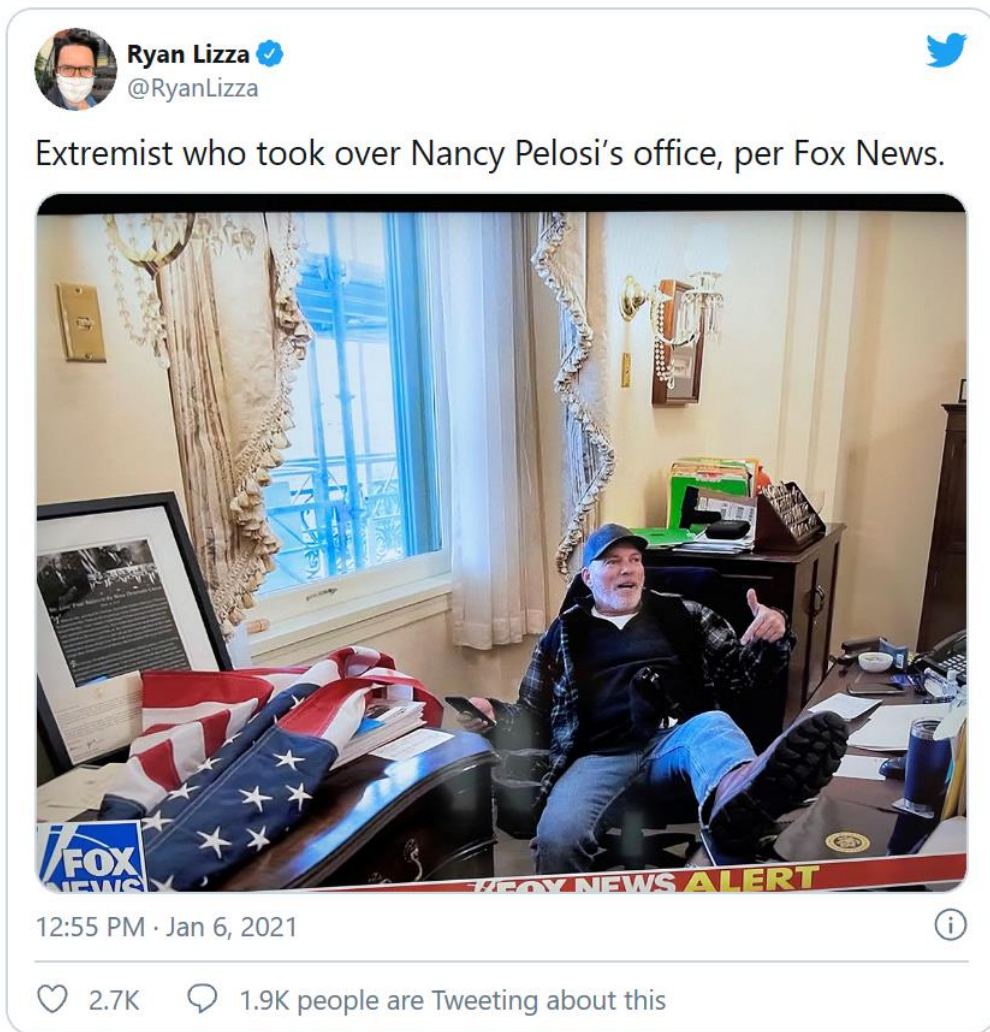 Ryan Lizza
@RyanLizza
Extremist who took over Nancy Pelosi’s office, per Fox News.
FOX
NEWS
FOX NEWS ALERT
12:55 PM · Jan 6, 2021
2.7K
1.9K people are Tweeting about this